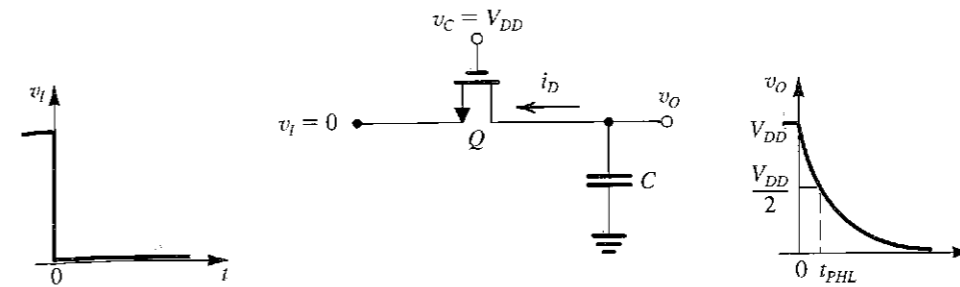 v_C = V_DD
v_I
0
t
v_I = 0
Q
i_D
v_O
C
v_O
V_DD
V_DD/2
0 t_PHL